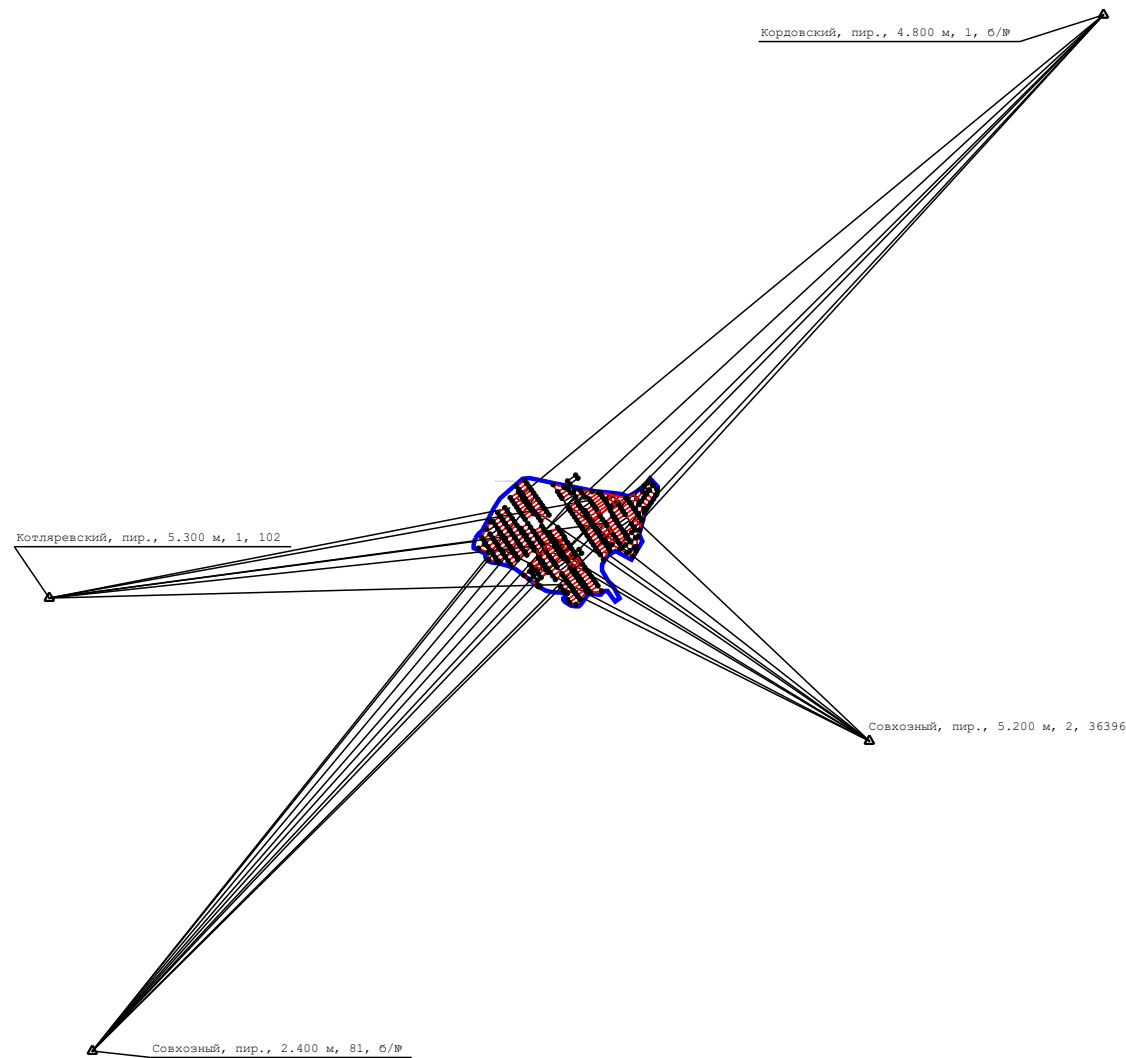 Кордовский, пир., 4.800 м, 1, б/№
Котляревский, пир., 5.300 м, 1, 102
Совхозный, пир., 5.200 м, 2, 36396
Совхозный, пир., 2.400 м, 81, б/№